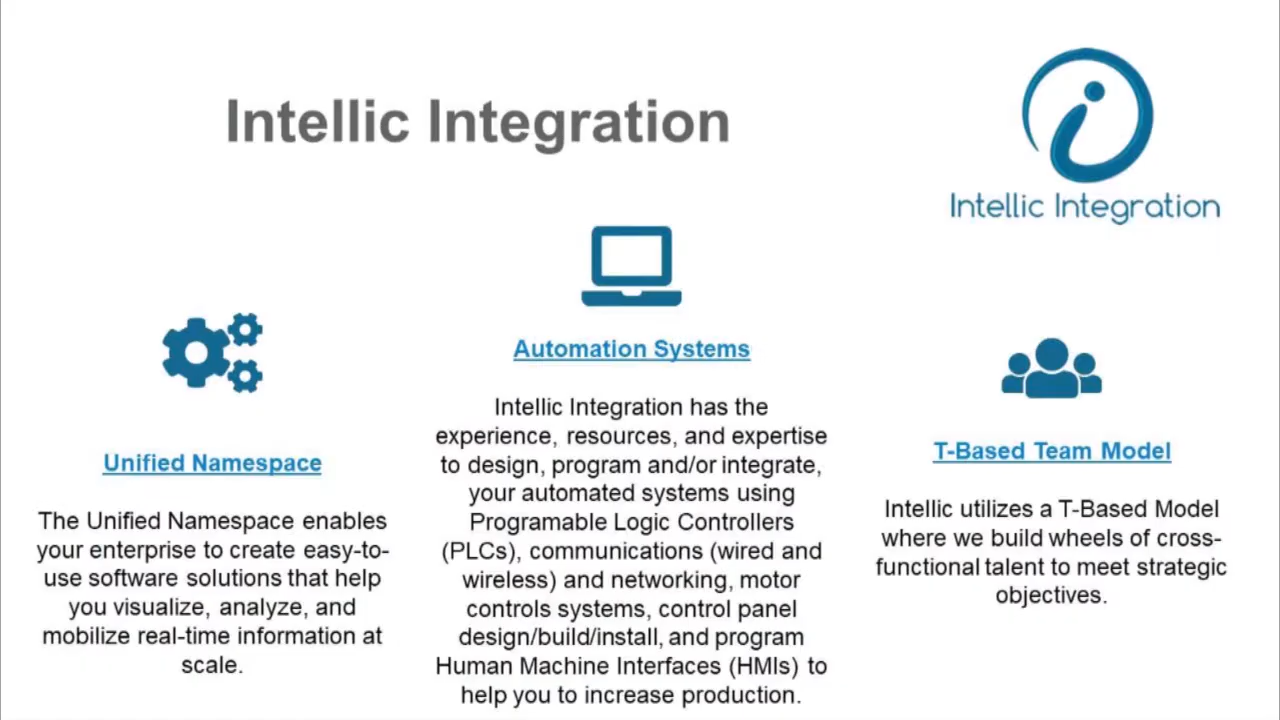 Intellic Integration
Intellic Integration
Unified Namespace
The Unified Namespace enables
your enterprise to create easy-to-
use software solutions that help
you visualize, analyze, and
mobilize real-time information at
scale.
Automation Systems
Intellic Integration has the
experience, resources, and expertise
to design, program and/or integrate,
your automated systems using
Programable Logic Controllers
(PLCs), communications (wired and
wireless) and networking, motor
controls systems, control panel
design/build/install, and program
Human Machine Interfaces (HMIs) to
help you to increase production.
T-Based Team Model
Intellic utilizes a T-Based Model
where we build wheels of cross-
functional talent to meet strategic
objectives.